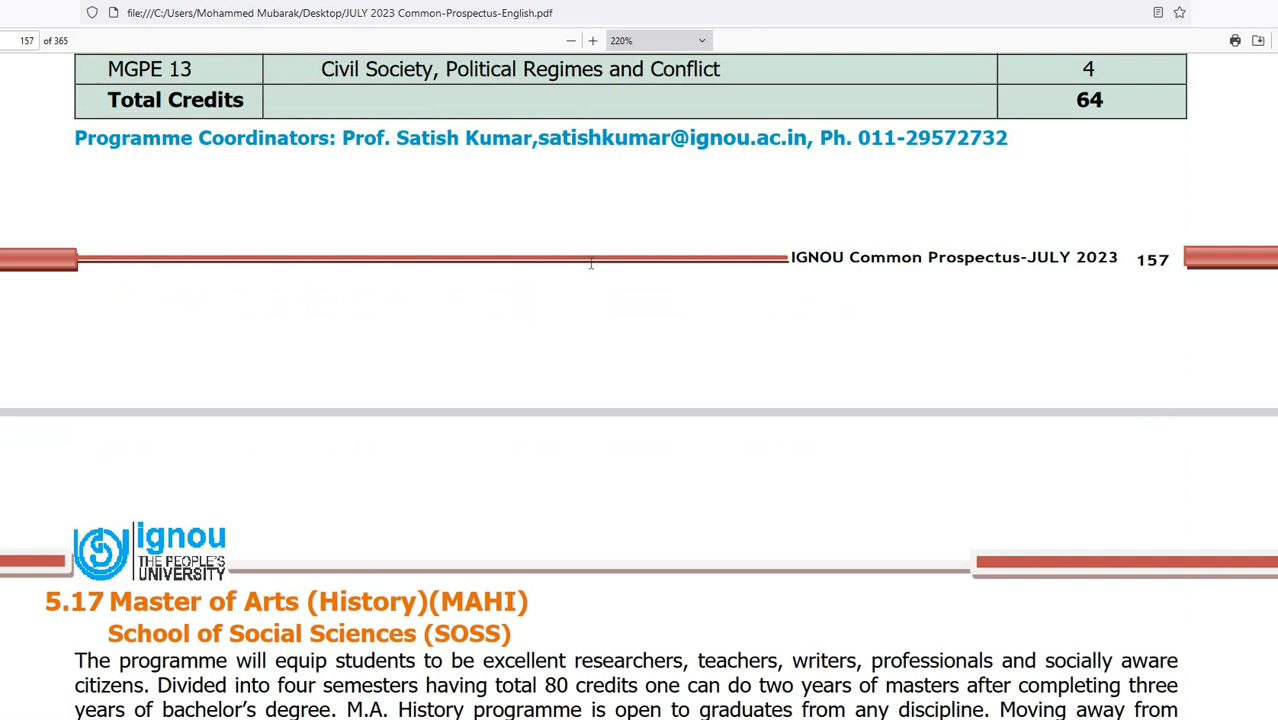 file:///C:/Users/Mohammed Mubarak/Desktop/JULY 2023 Common-Prospectus-English.pdf
157 of 365
220%
MGPE 13 Civil Society, Political Regimes and Conflict 4
Total Credits 64
Programme Coordinators: Prof. Satish Kumar,satishkumar@ignou.ac.in, Ph. 011-29572732
IGNOU Common Prospectus-JULY 2023 157
ignou
THE PEOPLE'S
UNIVERSITY
5.17 Master of Arts (History)(MAHI)
School of Social Sciences (SOSS)
The programme will equip students to be excellent researchers, teachers, writers, professionals and socially aware
citizens. Divided into four semesters having total 80 credits one can do two years of masters after completing three
years of bachelor's degree. M.A. History programme is open to graduates from any discipline. Moving away from